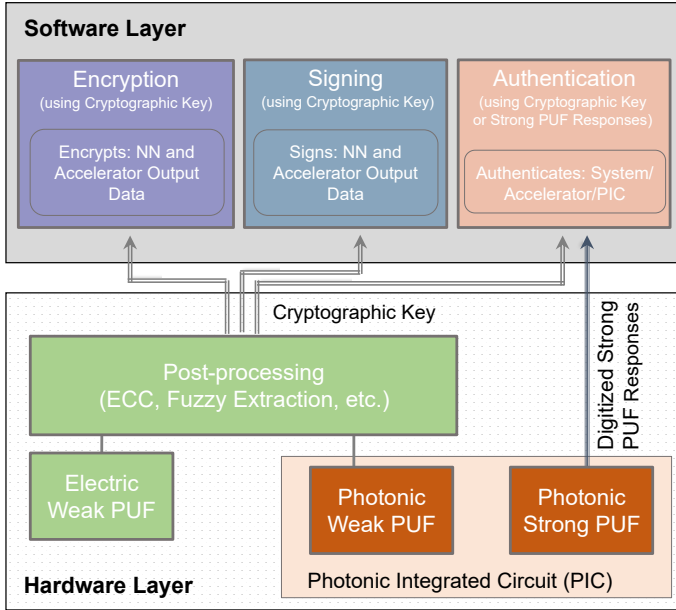 Software Layer
Encryption
(using Cryptographic Key)
Encrypts: NN and
Accelerator Output
Data
Signing
(using Cryptographic Key)
Signs: NN and
Accelerator Output
Data
Authentication
(using Cryptographic Key
or Strong PUF Responses)
Authenticates: System/
Accelerator/PIC
Cryptographic Key
Digitized Strong
PUF Responses
Post-processing
(ECC, Fuzzy Extraction, etc.)
Electric
Weak PUF
Photonic
Weak PUF
Photonic
Strong PUF
Hardware Layer
Photonic Integrated Circuit (PIC)